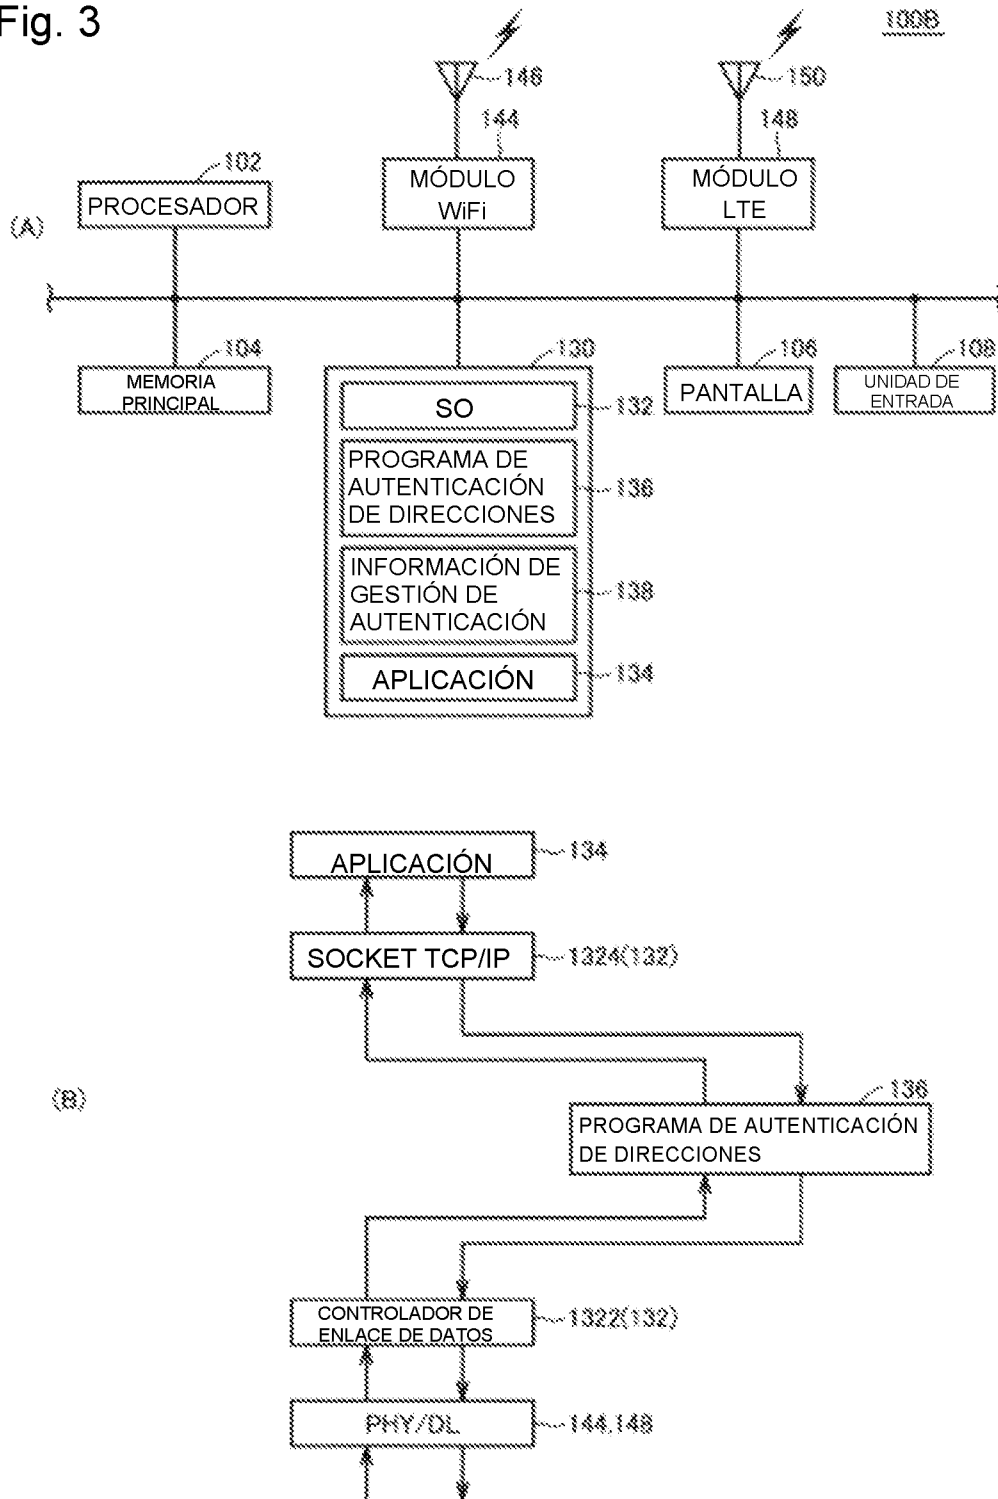 Fig. 3
100B
146
150
144
148
102
MÓDULO
WiFi
MÓDULO
LTE
PROCESADOR
(A)
104
130
106
108
MEMORIA
PRINCIPAL
SO
132
PANTALLA
UNIDAD DE
ENTRADA
PROGRAMA DE
AUTENTICACIÓN
DE DIRECCIONES
136
INFORMACIÓN DE
GESTIÓN DE
AUTENTICACIÓN
138
APLICACIÓN
134
APLICACIÓN
134
SOCKET TCP/IP
1324(132)
(B)
136
PROGRAMA DE AUTENTICACIÓN
DE DIRECCIONES
CONTROLADOR DE
ENLACE DE DATOS
1322(132)
PHY/DL
144,148